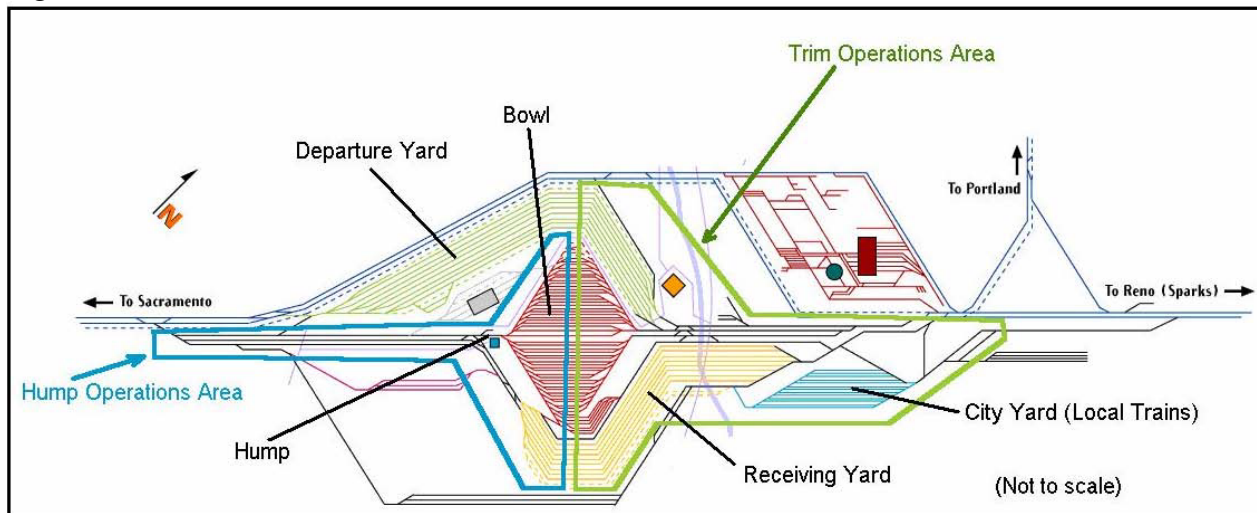 Trim Operations Area
Bowl
Departure Yard
To Portland
N
To Sacramento
To Reno (Sparks)
Hump Operations Area
City Yard (Local Trains)
Hump
Receiving Yard
(Not to scale)